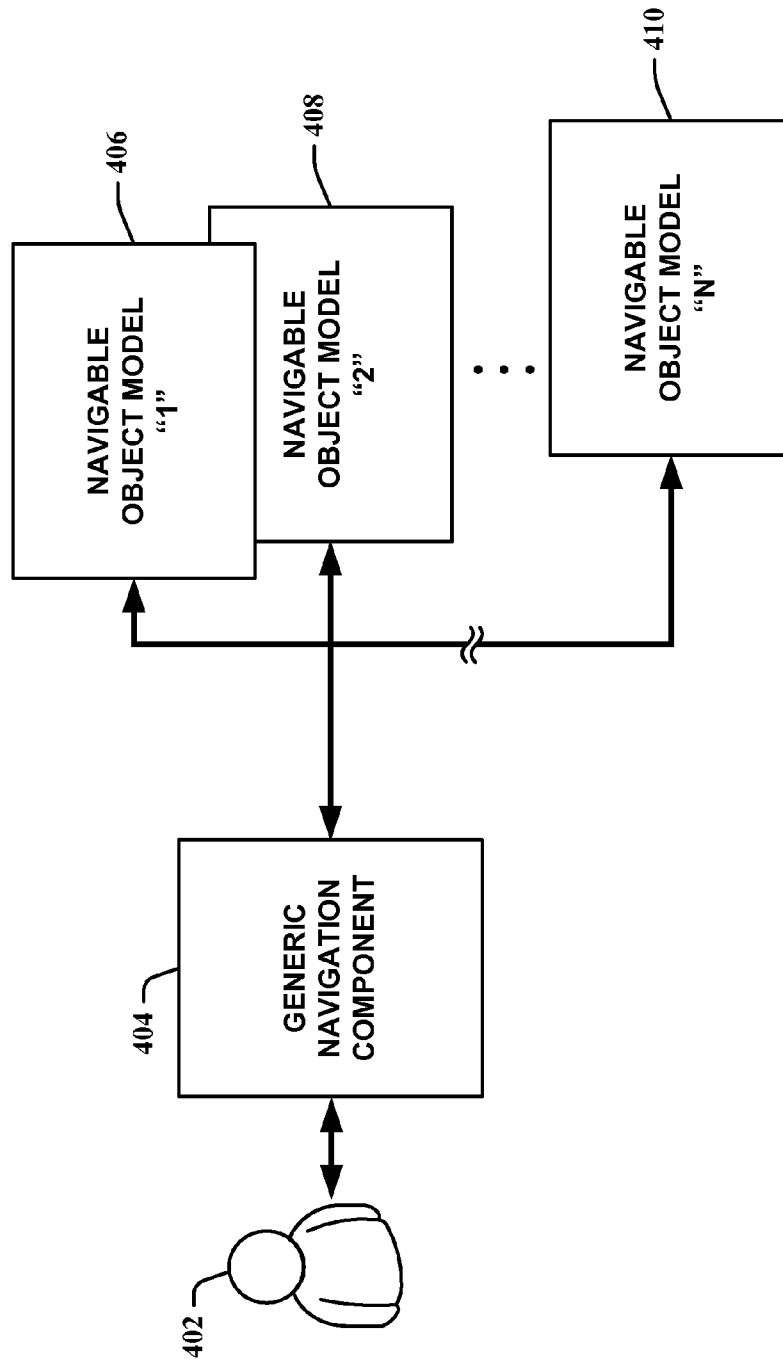 402
404
GENERIC
NAVIGATION
COMPONENT
406
NAVIGABLE
OBJECT MODEL
“1”
408
NAVIGABLE
OBJECT MODEL
“2”
410
NAVIGABLE
OBJECT MODEL
“N”